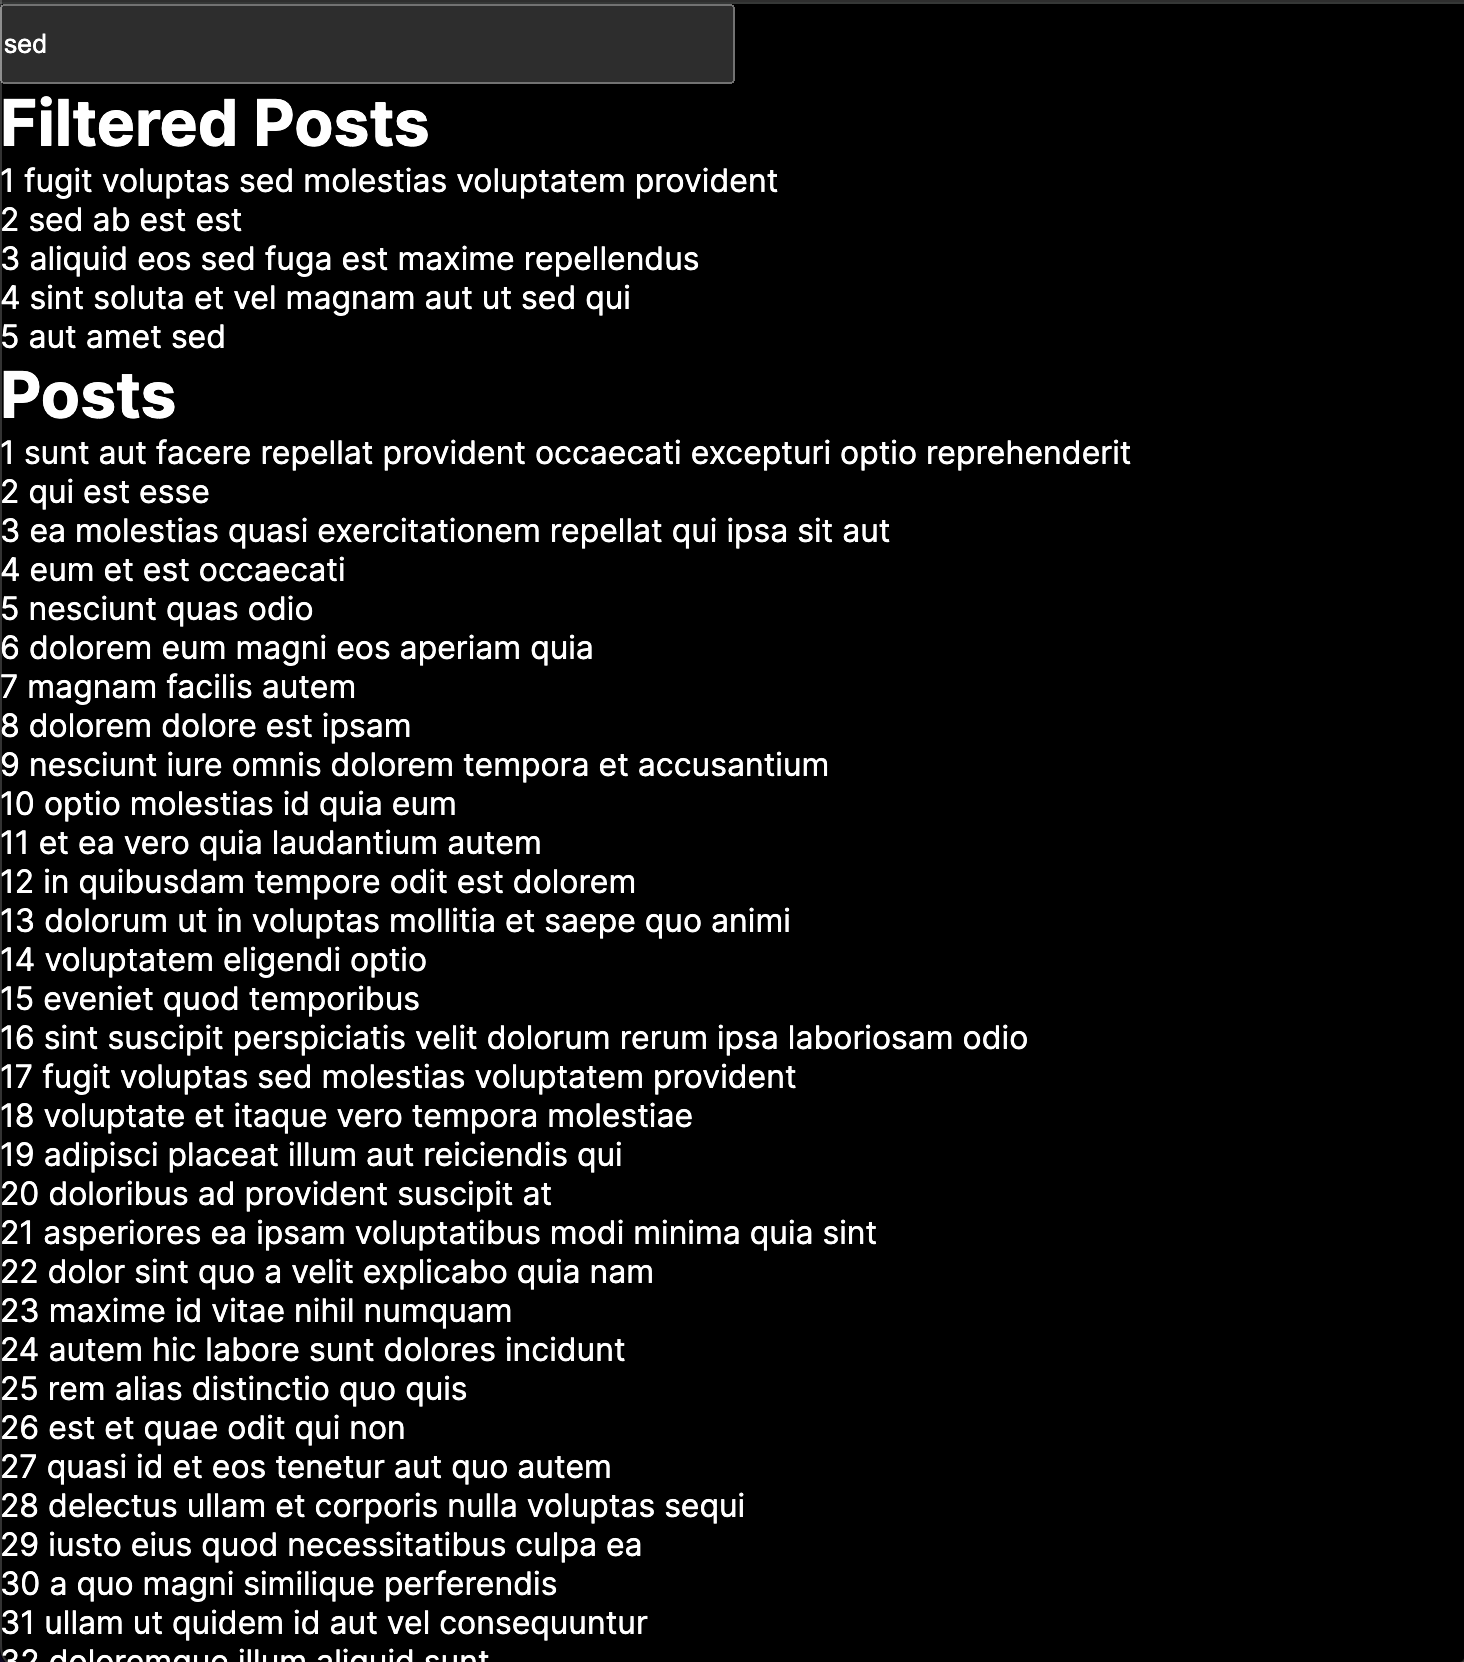 sed
Filtered Posts
1 fugit voluptas sed molestias voluptatem provident
2 sed ab est est
3 aliquid eos sed fuga est maxime repellendus
4 sint soluta et vel magnam aut ut sed qui
5 aut amet sed
Posts
1 sunt aut facere repellat provident occaecati excepturi optio reprehenderit
2 qui est esse
3 ea molestias quasi exercitationem repellat qui ipsa sit aut
4 eum et est occaecati
5 nesciunt quas odio
6 dolorem eum magni eos aperiam quia
7 magnam facilis autem
8 dolorem dolore est ipsam
9 nesciunt iure omnis dolorem tempora et accusantium
10 optio molestias id quia eum
11 et ea vero quia laudantium autem
12 in quibusdam tempore odit est dolorem
13 dolorum ut in voluptas mollitia et saepe quo animi
14 voluptatem eligendi optio
15 eveniet quod temporibus
16 sint suscipit perspiciatis velit dolorum rerum ipsa laboriosam odio
17 fugit voluptas sed molestias voluptatem provident
18 voluptate et itaque vero tempora molestiae
19 adipisci placeat illum aut reiciendis qui
20 doloribus ad provident suscipit at
21 asperiores ea ipsam voluptatibus modi minima quia sint
22 dolor sint quo a velit explicabo quia nam
23 maxime id vitae nihil numquam
24 autem hic labore sunt dolores incidunt
25 rem alias distinctio quo quis
26 est et quae odit qui non
27 quasi id et eos tenetur aut quo autem
28 delectus ullam et corporis nulla voluptas sequi
29 iusto eius quod necessitatibus culpa ea
30 a quo magni similique perferendis
31 ullam ut quidem id aut vel consequuntur
32 doloremque illum aliquid sunt